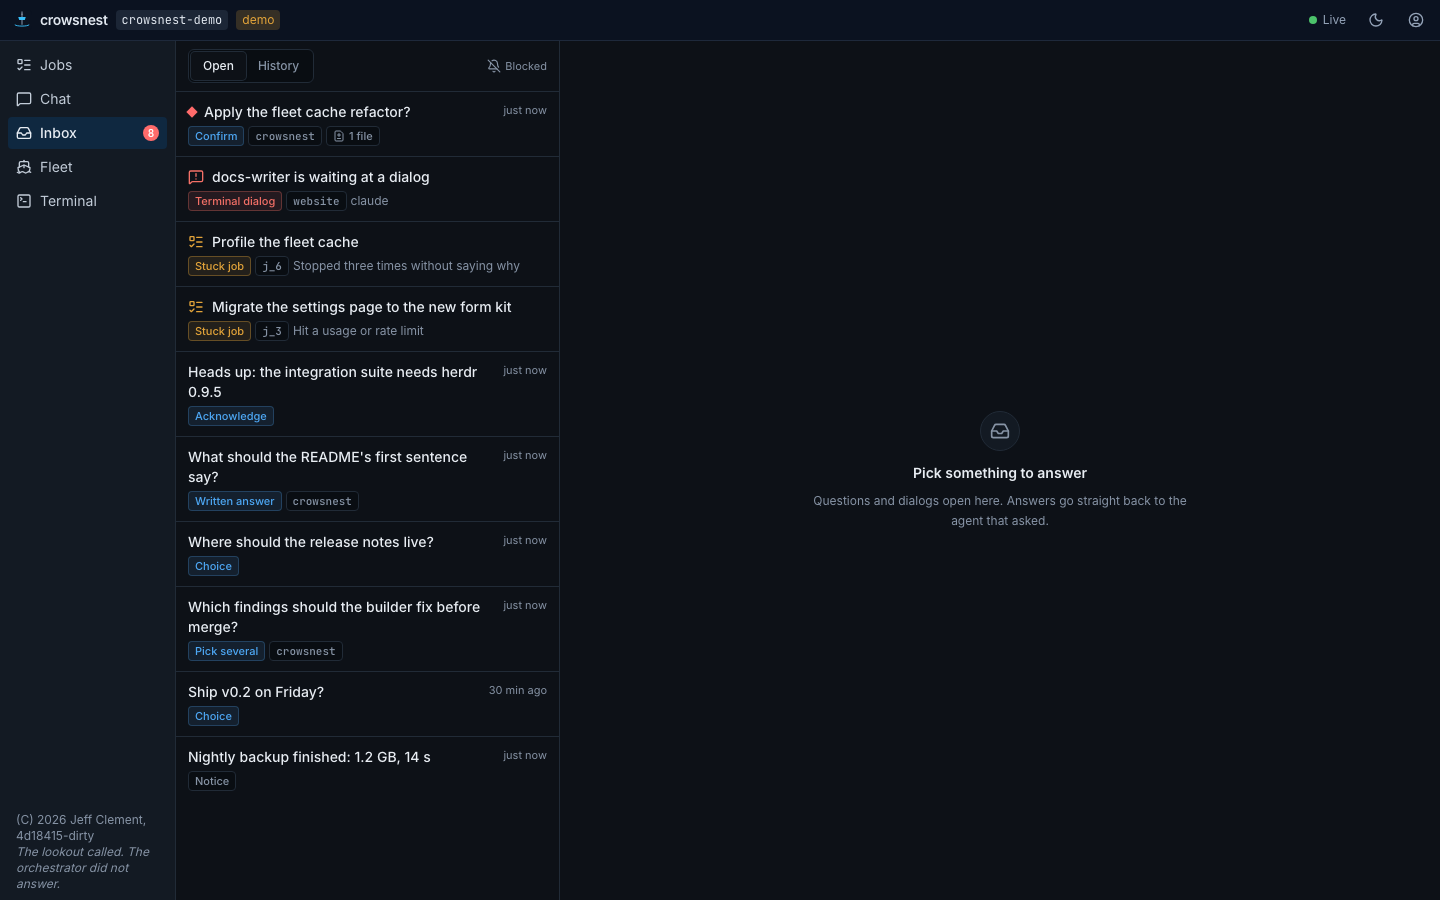 crowsnest crowsnest-demo demo Live
Jobs
Chat
Inbox 8
Fleet
Terminal
(C) 2026 Jeff Clement,
4d18415-dirty
The lookout called. The
orchestrator did not
answer.
Open History Blocked
Apply the fleet cache refactor? just now
Confirm crowsnest 1 file
docs-writer is waiting at a dialog
Terminal dialog website claude
Profile the fleet cache
Stuck job j_6 Stopped three times without saying why
Migrate the settings page to the new form kit
Stuck job j_3 Hit a usage or rate limit
Heads up: the integration suite needs herdr just now
0.9.5
Acknowledge
What should the README's first sentence just now
say?
Written answer crowsnest
Where should the release notes live? just now
Choice
Which findings should the builder fix before just now
merge?
Pick several crowsnest
Ship v0.2 on Friday? 30 min ago
Choice
Nightly backup finished: 1.2 GB, 14 s just now
Notice
Pick something to answer
Questions and dialogs open here. Answers go straight back to the
agent that asked.